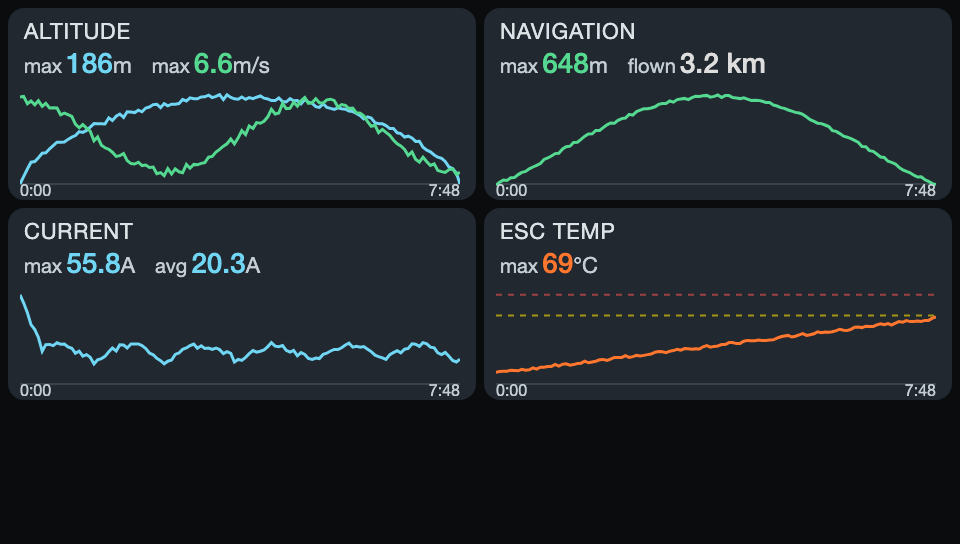 ALTITUDE
max 186m max 6.6m/s
0:00 7:48
NAVIGATION
max 648m flown 3.2 km
0:00 7:48
CURRENT
max 55.8A avg 20.3A
0:00 7:48
ESC TEMP
max 69°C
0:00 7:48